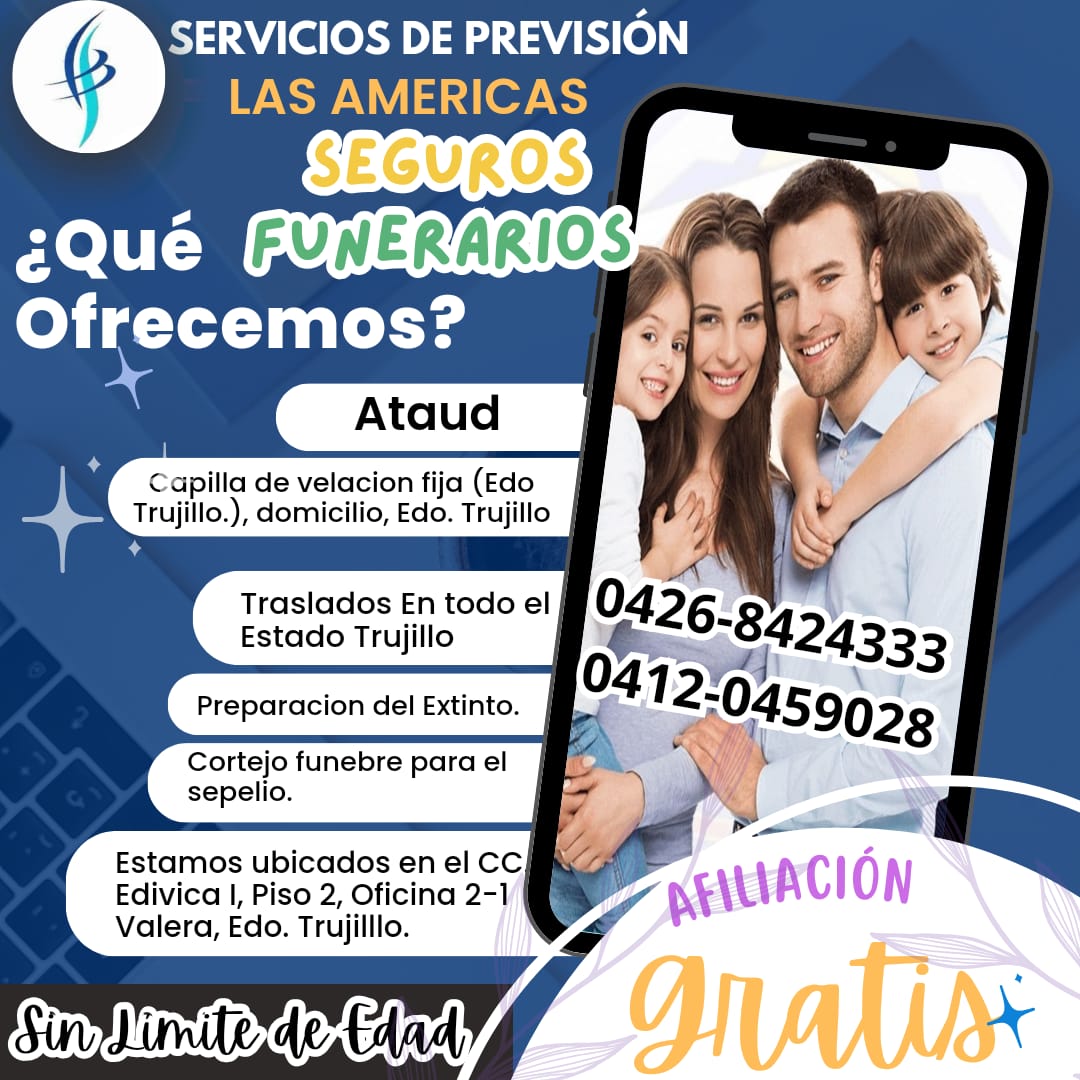 SERVICIOS DE PREVISIÓN
LAS AMERICAS
SEGUROS
FUNERARIOS
¿Qué
Ofrecemos?
Ataud
Capilla de velacion fija (Edo
Trujillo.), domicilio, Edo. Trujillo
Traslados En todo el
Estado Trujillo
Preparacion del Extinto.
Cortejo funebre para el
sepelio.
Estamos ubicados en el CC.
Edivica I, Piso 2, Oficina 2-1
Valera, Edo. Trujilllo.
0426-8424333
0412-0459028
AFILIACIÓN
gratis
Sin Limite de Edad